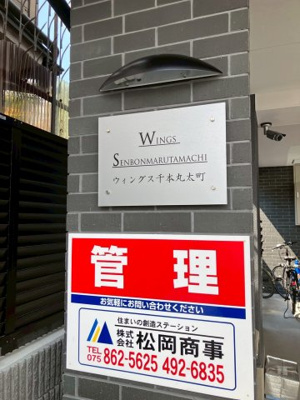 WINGS
SENBONMARUTAMACHI
ウィングス千本丸太町
管理
お気軽にお問い合わせください
住まいの創造ステーション
株式会社 松岡商事
TEL 075 862-5625 492-6835